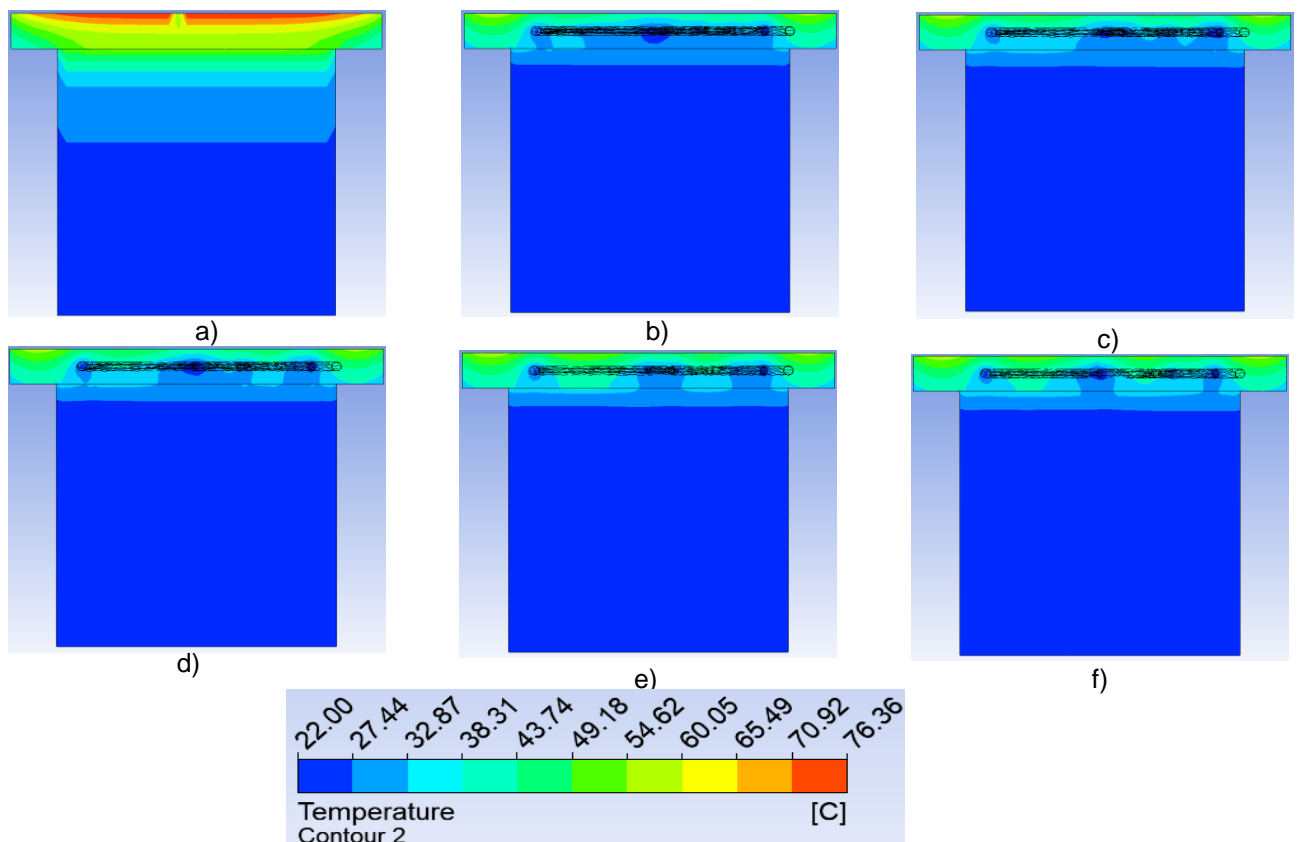 a)
b)
c)
d)
e)
f)
22.00 27.44 32.87 38.31 43.74 49.18 54.62 60.05 65.49 70.92 76.36
Temperature [C]
Contour 2